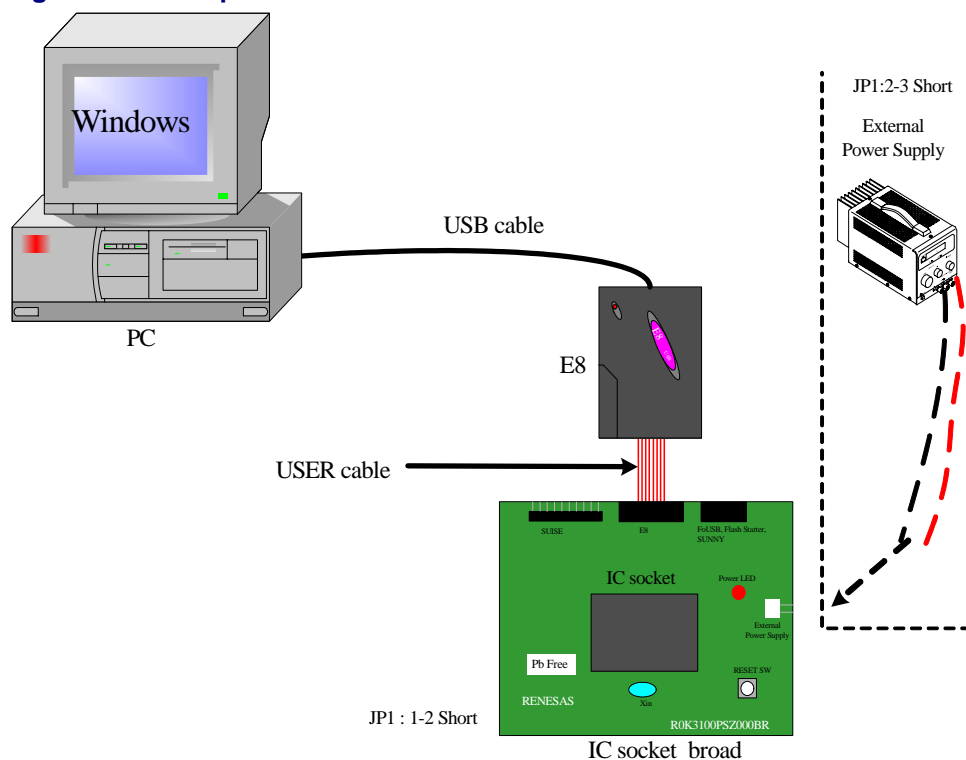 Windows
JP1:2-3 Short
External
Power Supply
USB cable
PC
E8
E8
USER cable
SUISE
E8
FoUSB, Flash Starter,
SUNNY
IC socket
Power LED
External
Power Supply
Pb Free
RESET SW
RENESAS
Xin
JP1 : 1-2 Short
R0K3100PSZ000BR
IC socket broad